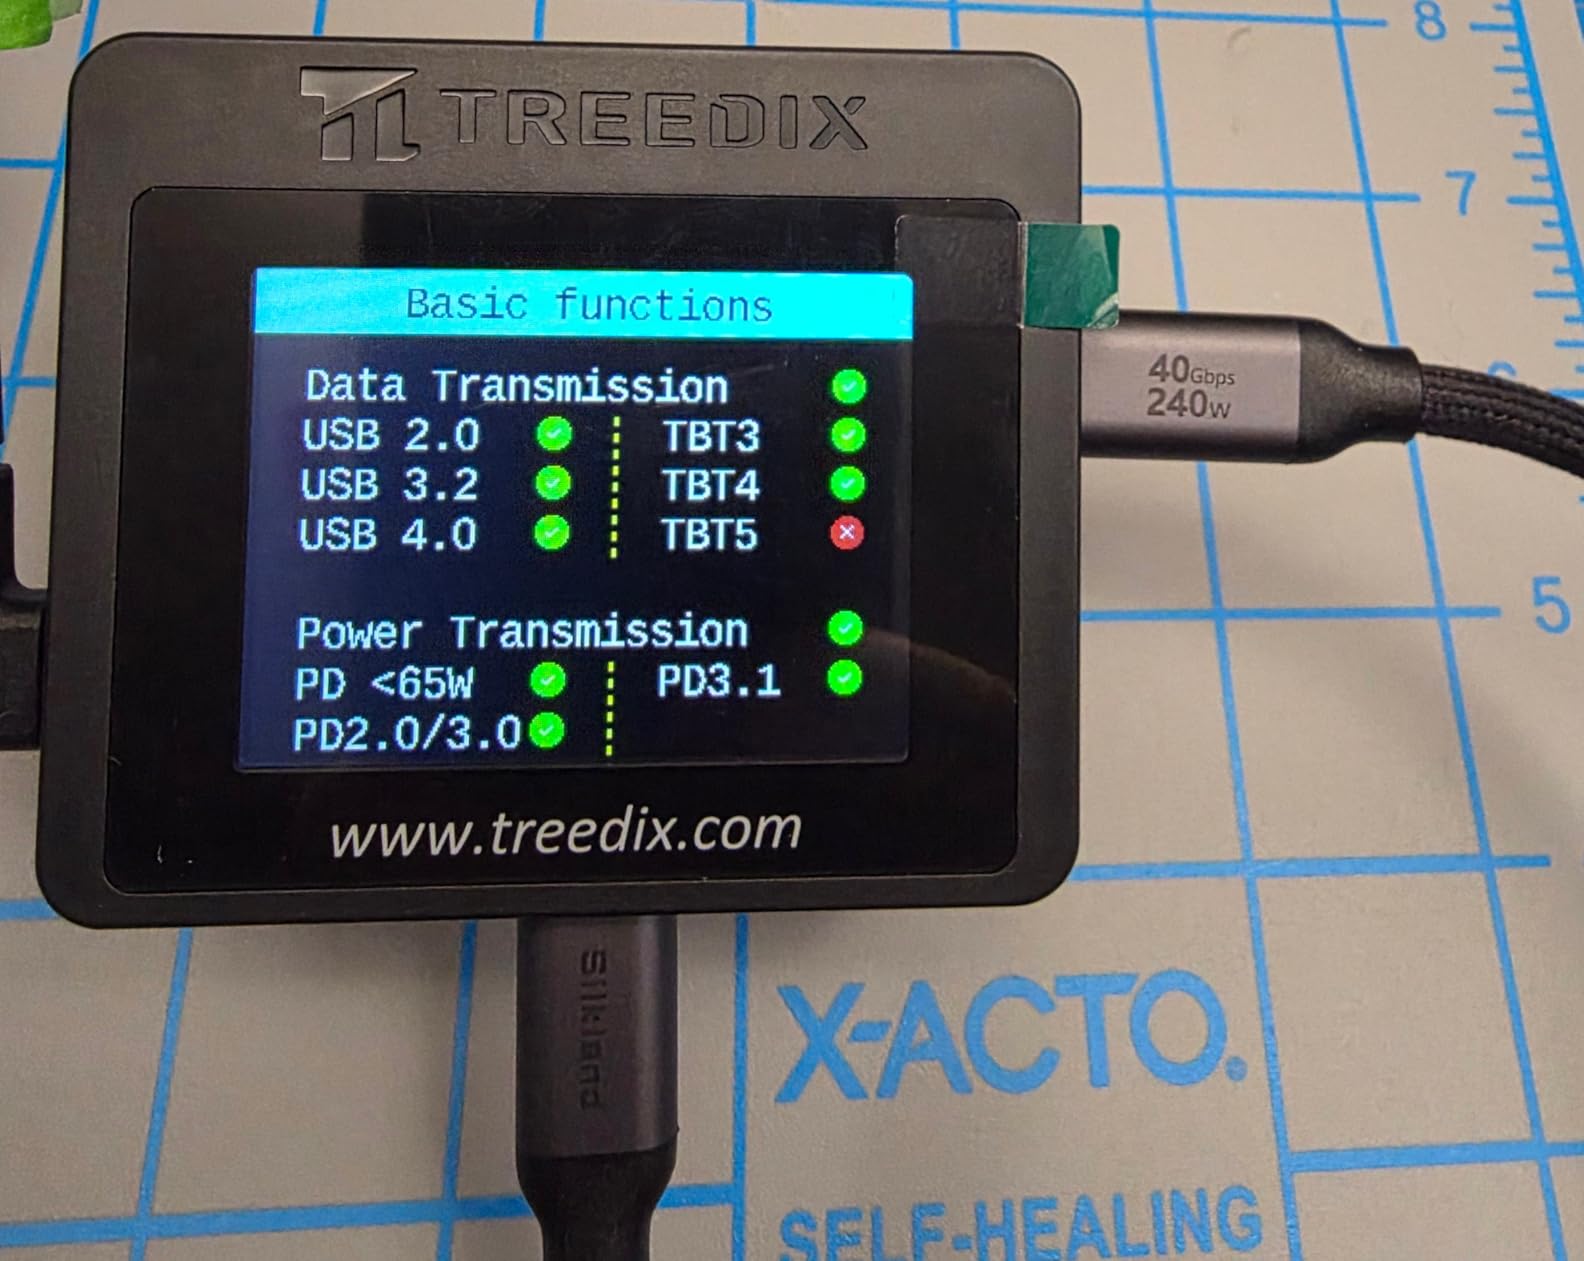 TREEDIX
Basic functions
Data Transmission
USB 2.0 TBT3
USB 3.2 TBT4
USB 4.0 TBT5
Power Transmission
PD <65W PD3.1
PD2.0/3.0
www.treedix.com
40Gbps
240W
8
7
5
X-ACTO.
SELF-HEALING